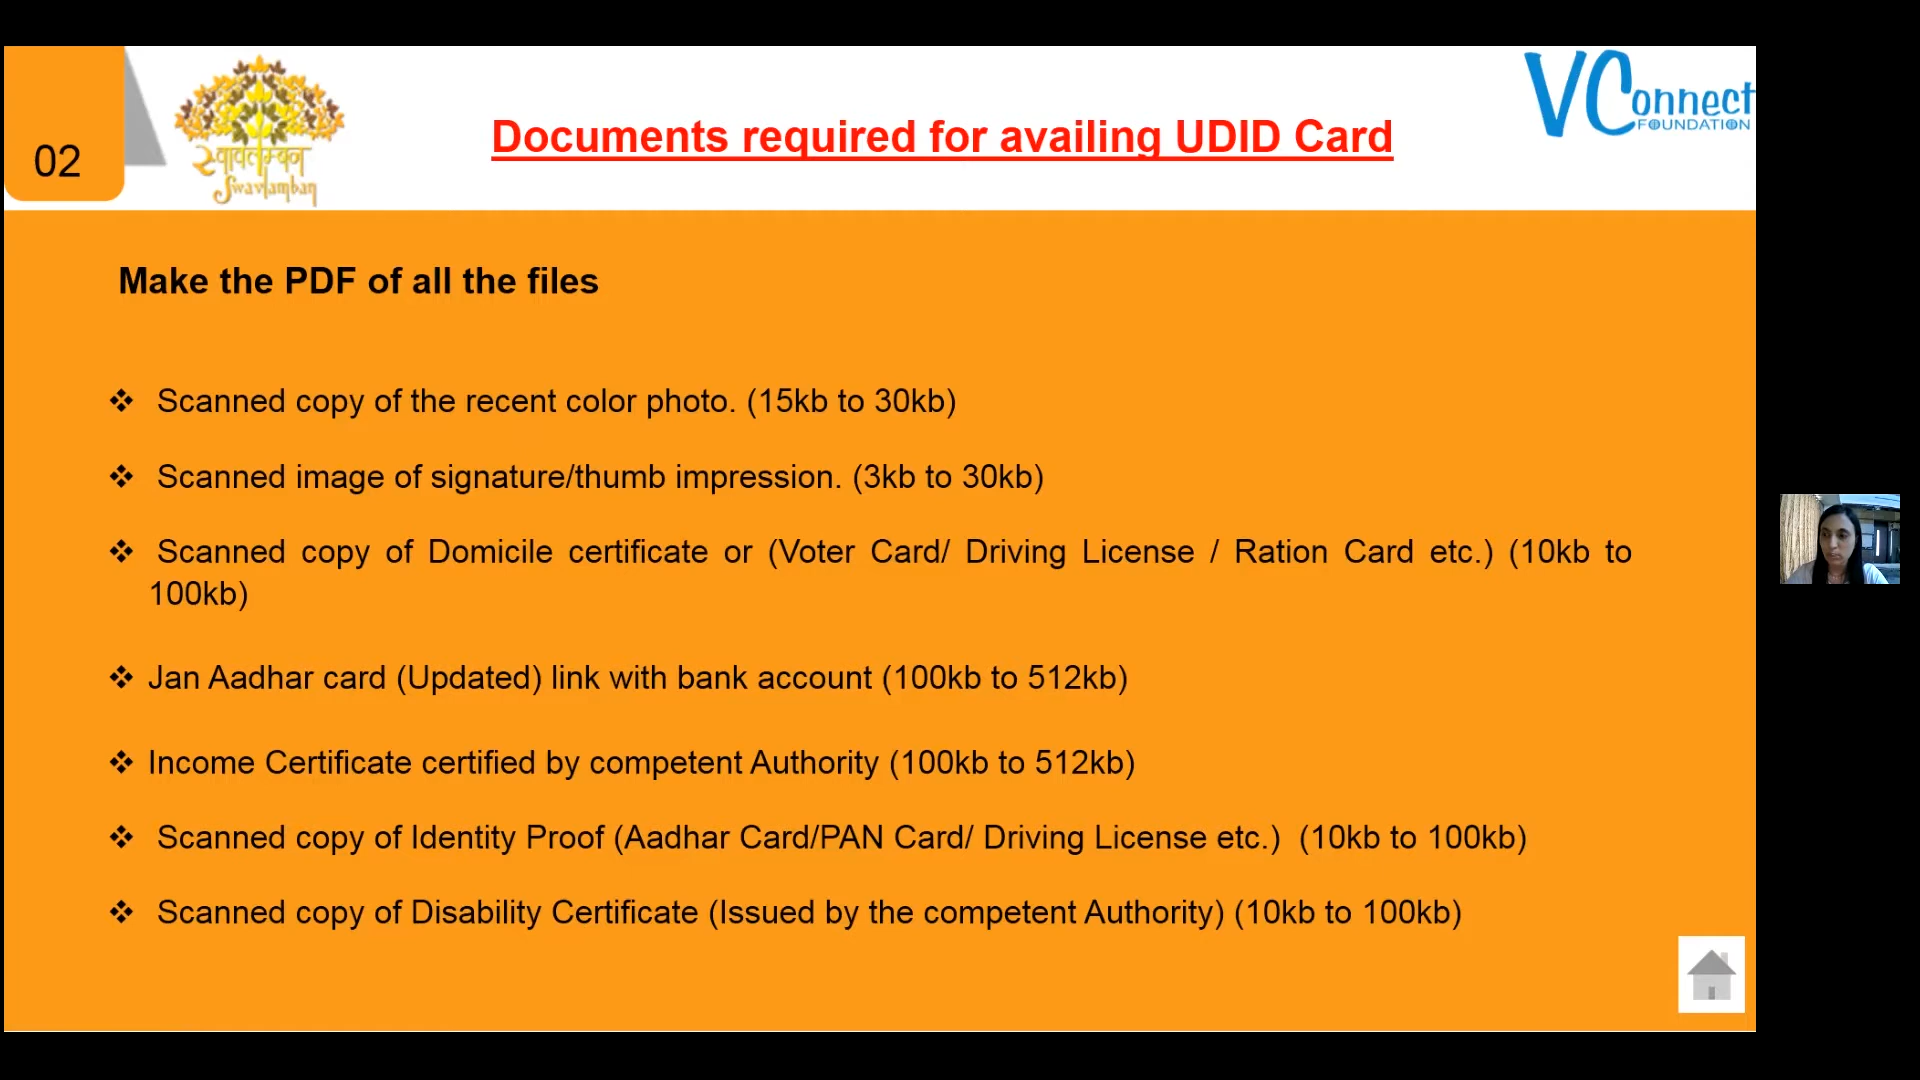 02
स्वावलम्बन
Swavlamban
Documents required for availing UDID Card
VConnect
FOUNDATION
Make the PDF of all the files
❖ Scanned copy of the recent color photo. (15kb to 30kb)
❖ Scanned image of signature/thumb impression. (3kb to 30kb)
❖ Scanned copy of Domicile certificate or (Voter Card/ Driving License / Ration Card etc.) (10kb to
100kb)
❖ Jan Aadhar card (Updated) link with bank account (100kb to 512kb)
❖ Income Certificate certified by competent Authority (100kb to 512kb)
❖ Scanned copy of Identity Proof (Aadhar Card/PAN Card/ Driving License etc.) (10kb to 100kb)
❖ Scanned copy of Disability Certificate (Issued by the competent Authority) (10kb to 100kb)